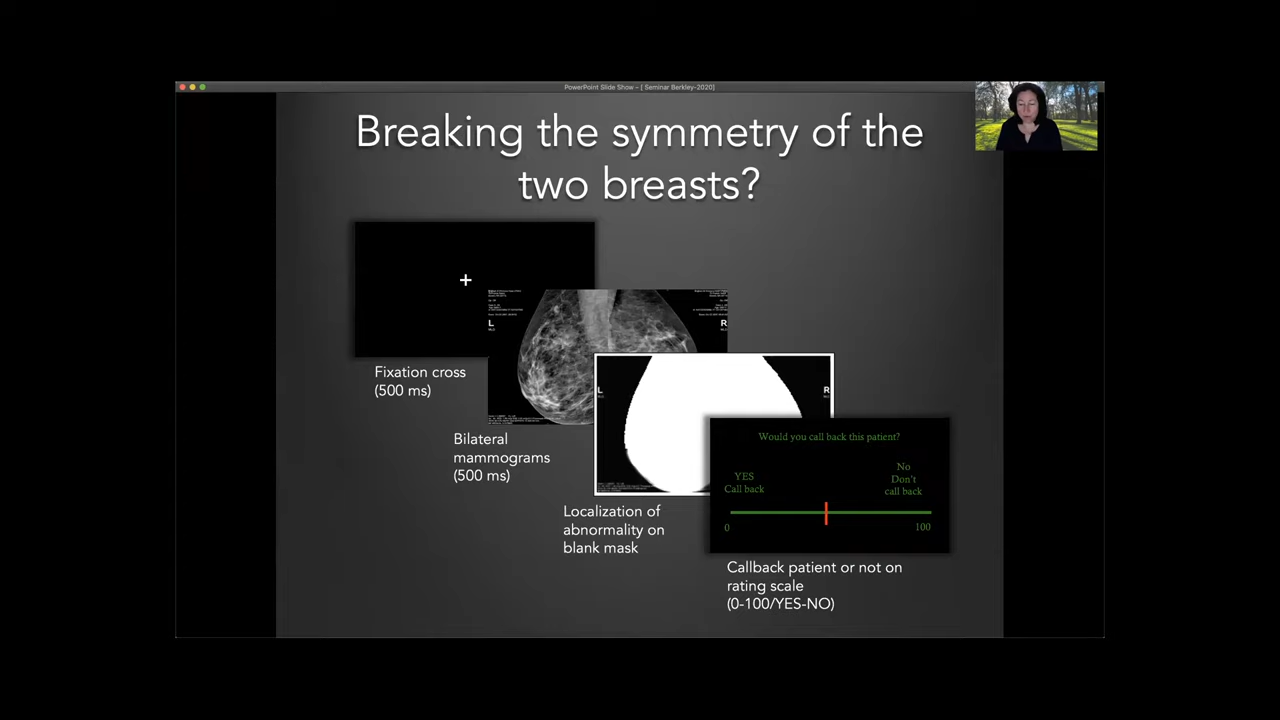 PowerPoint Slide Show - [ Seminar Berkley-2020]
Breaking the symmetry of the
two breasts?
+
Fixation cross
(500 ms)
L
R
Bilateral
mammograms
(500 ms)
L
R
Localization of
abnormality on
blank mask
Would you call back this patient?
YES
Call back
No
Don't
call back
0
100
Callback patient or not on
rating scale
(0-100/YES-NO)